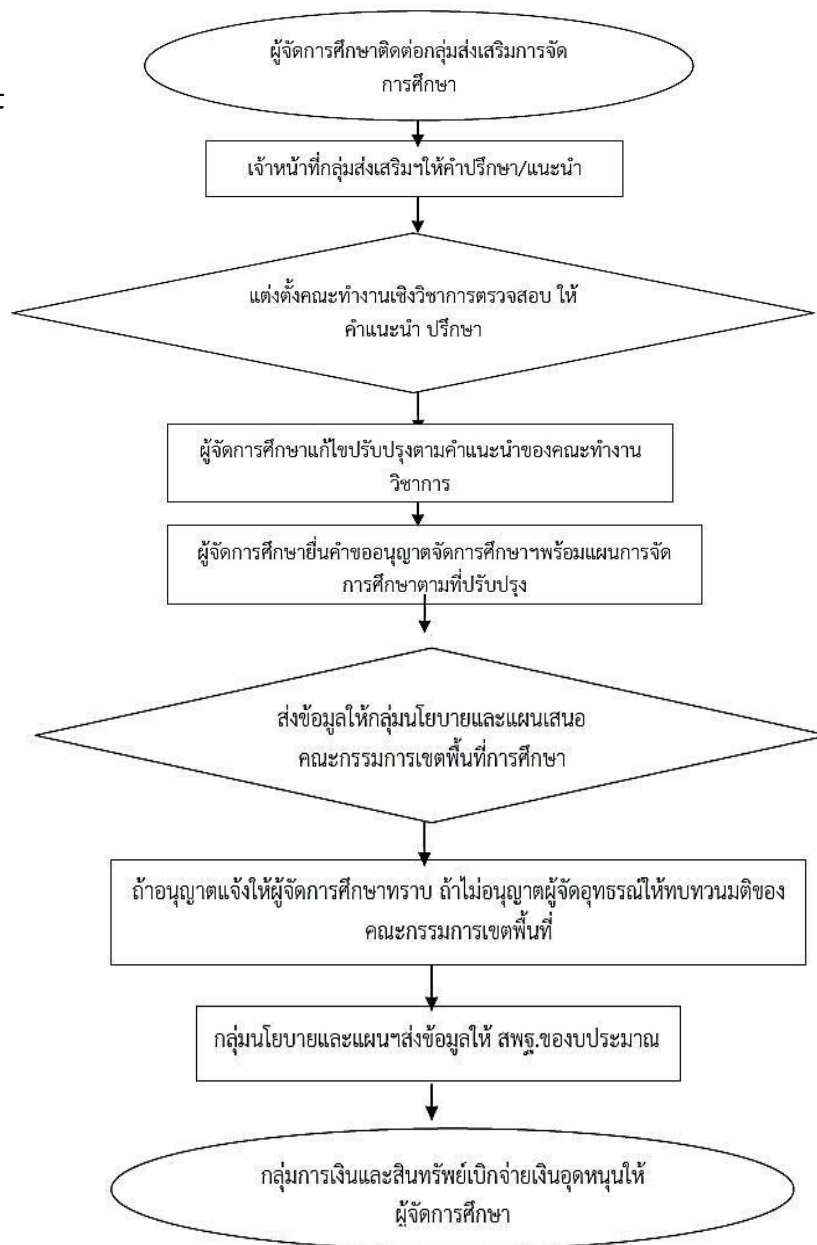 ผู้จัดการศึกษาติดต่อกลุ่มส่งเสริมการจัด
การศึกษา
เจ้าหน้าที่กลุ่มส่งเสริมฯให้คำปรึกษา/แนะนำ
แต่งตั้งคณะทำงานเชิงวิชาการตรวจสอบ ให้
คำแนะนำ ปรึกษา
ผู้จัดการศึกษาแก้ไขปรับปรุงตามคำแนะนำของคณะทำงาน
วิชาการ
ผู้จัดการศึกษายื่นคำขออนุญาตจัดการศึกษาฯพร้อมแผนการจัด
การศึกษาตามที่ปรับปรุง
ส่งข้อมูลให้กลุ่มนโยบายและแผนเสนอ
คณะกรรมการเขตพื้นที่การศึกษา
ถ้าอนุญาตแจ้งให้ผู้จัดการศึกษาทราบ ถ้าไม่อนุญาตผู้จัดอุทธรณ์ให้ทบทวนมติของ
คณะกรรมการเขตพื้นที่
กลุ่มนโยบายและแผนฯส่งข้อมูลให้ สพฐ.ของบประมาณ
กลุ่มการเงินและสินทรัพย์เบิกจ่ายเงินอุดหนุนให้
ผู้จัดการศึกษา